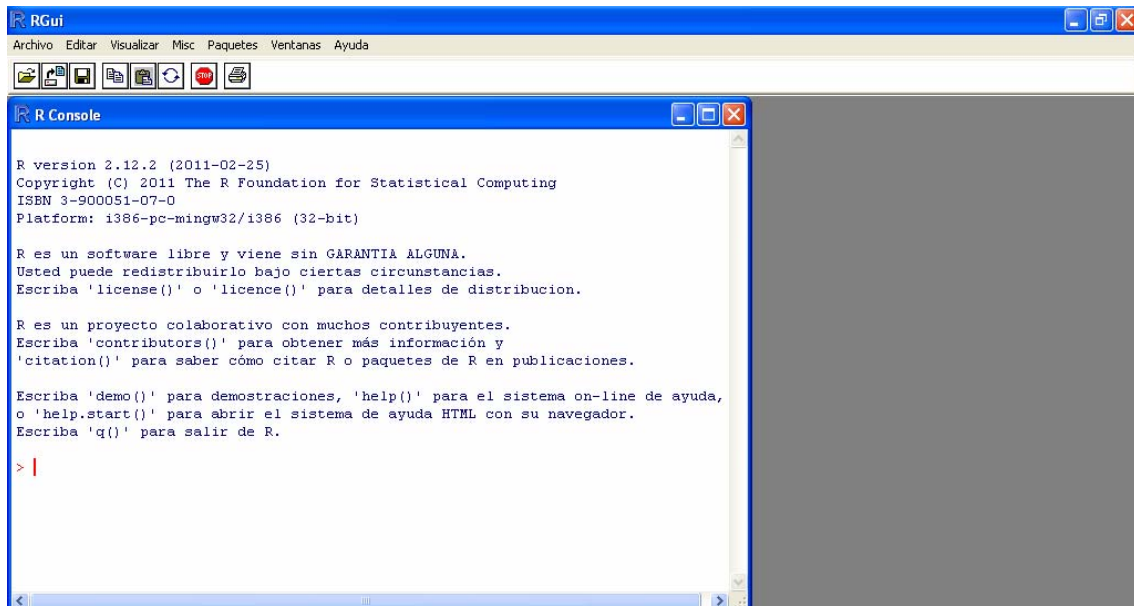 RGui
Archivo Editar Visualizar Misc Paquetes Ventanas Ayuda
STOP
R Console
R version 2.12.2 (2011-02-25)
Copyright (C) 2011 The R Foundation for Statistical Computing
ISBN 3-900051-07-0
Platform: i386-pc-mingw32/i386 (32-bit)
R es un software libre y viene sin GARANTIA ALGUNA.
Usted puede redistribuirlo bajo ciertas circunstancias.
Escriba 'license()' o 'licence()' para detalles de distribucion.
R es un proyecto colaborativo con muchos contribuyentes.
Escriba 'contributors()' para obtener más información y
'citation()' para saber cómo citar R o paquetes de R en publicaciones.
Escriba 'demo()' para demostraciones, 'help()' para el sistema on-line de ayuda,
o 'help.start()' para abrir el sistema de ayuda HTML con su navegador.
Escriba 'q()' para salir de R.
>